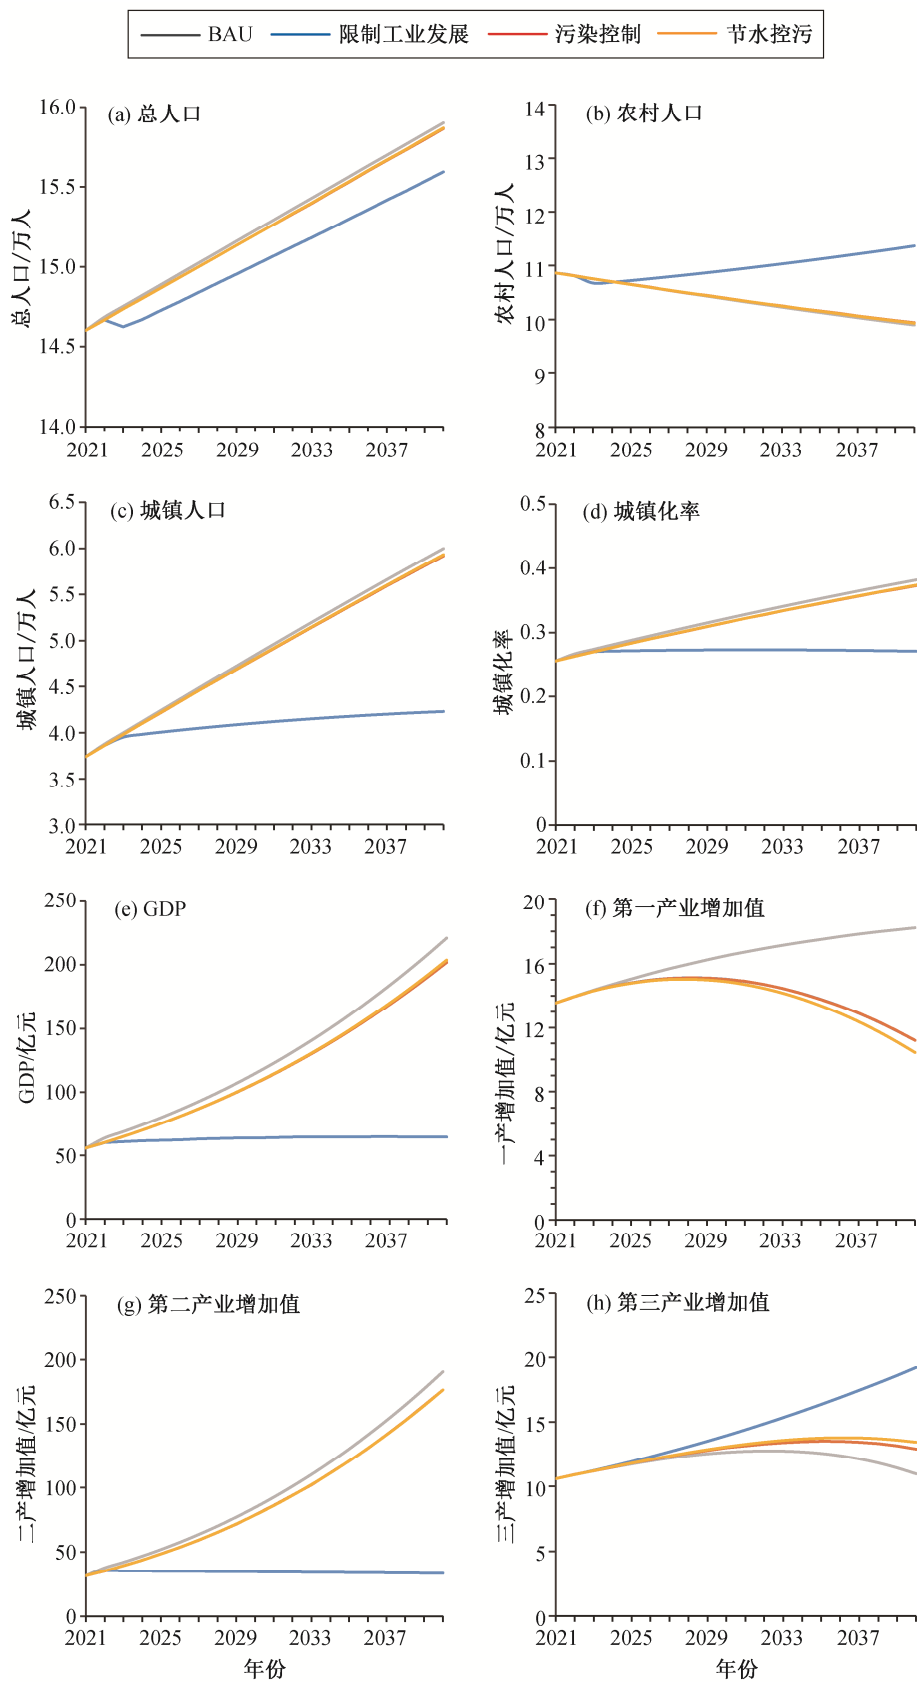 BAU 限制工业发展 污染控制 节水控污
(a) 总人口
总人口/万人
16.0
15.5
15.0
14.5
14.0
2021 2025 2029 2033 2037
(b) 农村人口
农村人口/万人
14
13
12
11
10
9
8
2021 2025 2029 2033 2037
(c) 城镇人口
城镇人口/万人
6.5
6.0
5.5
5.0
4.5
4.0
3.5
3.0
2021 2025 2029 2033 2037
(d) 城镇化率
城镇化率
0.5
0.4
0.3
0.2
0.1
0
2021 2025 2029 2033 2037
(e) GDP
GDP/亿元
250
200
150
100
50
0
2021 2025 2029 2033 2037
(f) 第一产业增加值
一产增加值/亿元
20
16
12
8
4
0
2021 2025 2029 2033 2037
(g) 第二产业增加值
二产增加值/亿元
250
200
150
100
50
0
2021 2025 2029 2033 2037
年份
(h) 第三产业增加值
三产增加值/亿元
25
20
15
10
5
0
2021 2025 2029 2033 2037
年份